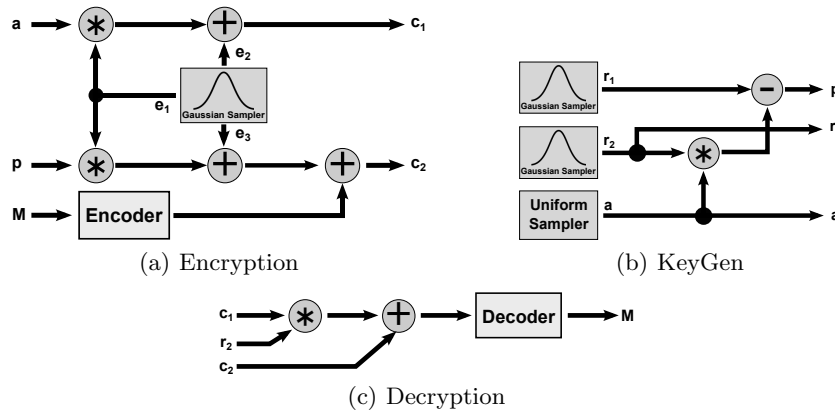 a * + c₁
e₂
e₁ Gaussian Sampler
e₃
p * + + c₂
M Encoder
(a) Encryption
Gaussian Sampler r₁ - p
Gaussian Sampler r₂ * r
Uniform Sampler a a
(b) KeyGen
c₁ * + Decoder M
r₂
c₂
(c) Decryption